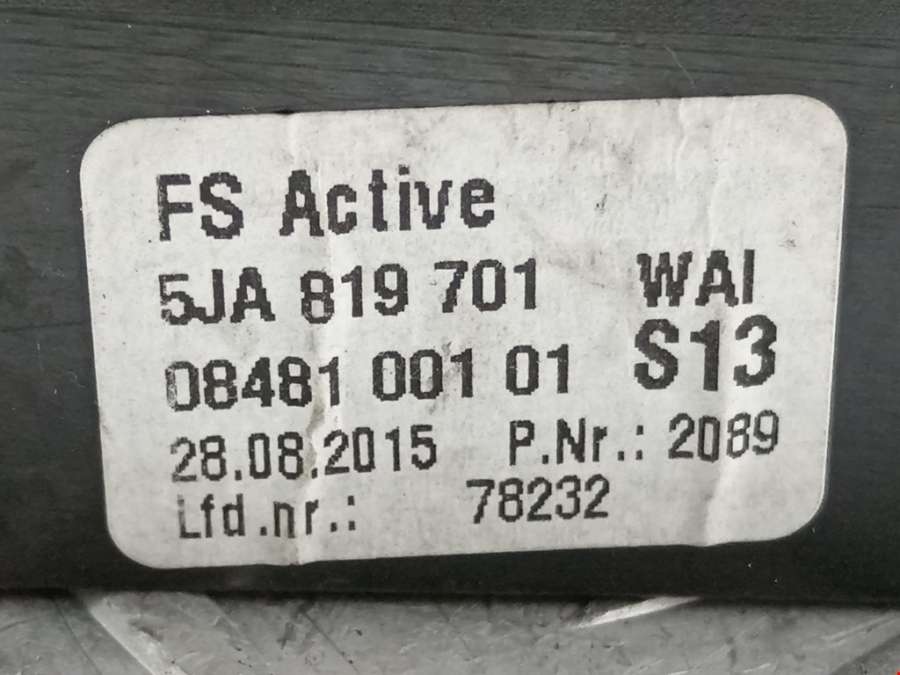 FS Active
5JA 819 701 WAI
08481 001 01 S13
28.08.2015 P.Nr.: 2089
Lfd.nr.: 78232